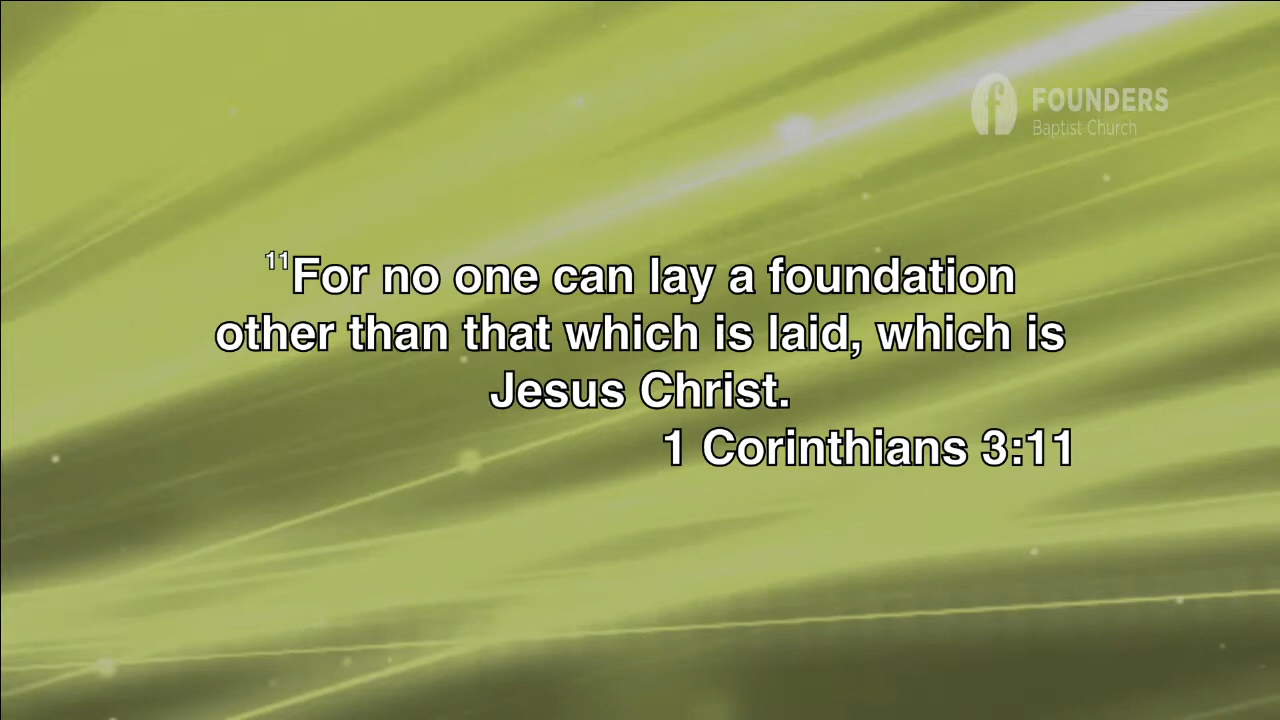 FOUNDERS
Baptist Church
11For no one can lay a foundation
other than that which is laid, which is
Jesus Christ.
1 Corinthians 3:11